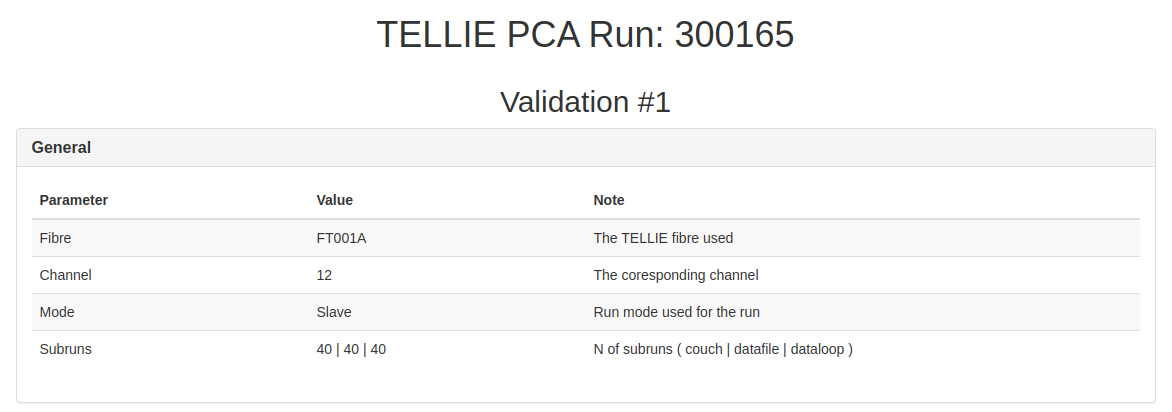 TELLIE PCA Run: 300165
Validation #1
General
Parameter Value Note
Fibre FT001A The TELLIE fibre used
Channel 12 The coresponding channel
Mode Slave Run mode used for the run
Subruns 40 | 40 | 40 N of subruns ( couch | datafile | dataloop )